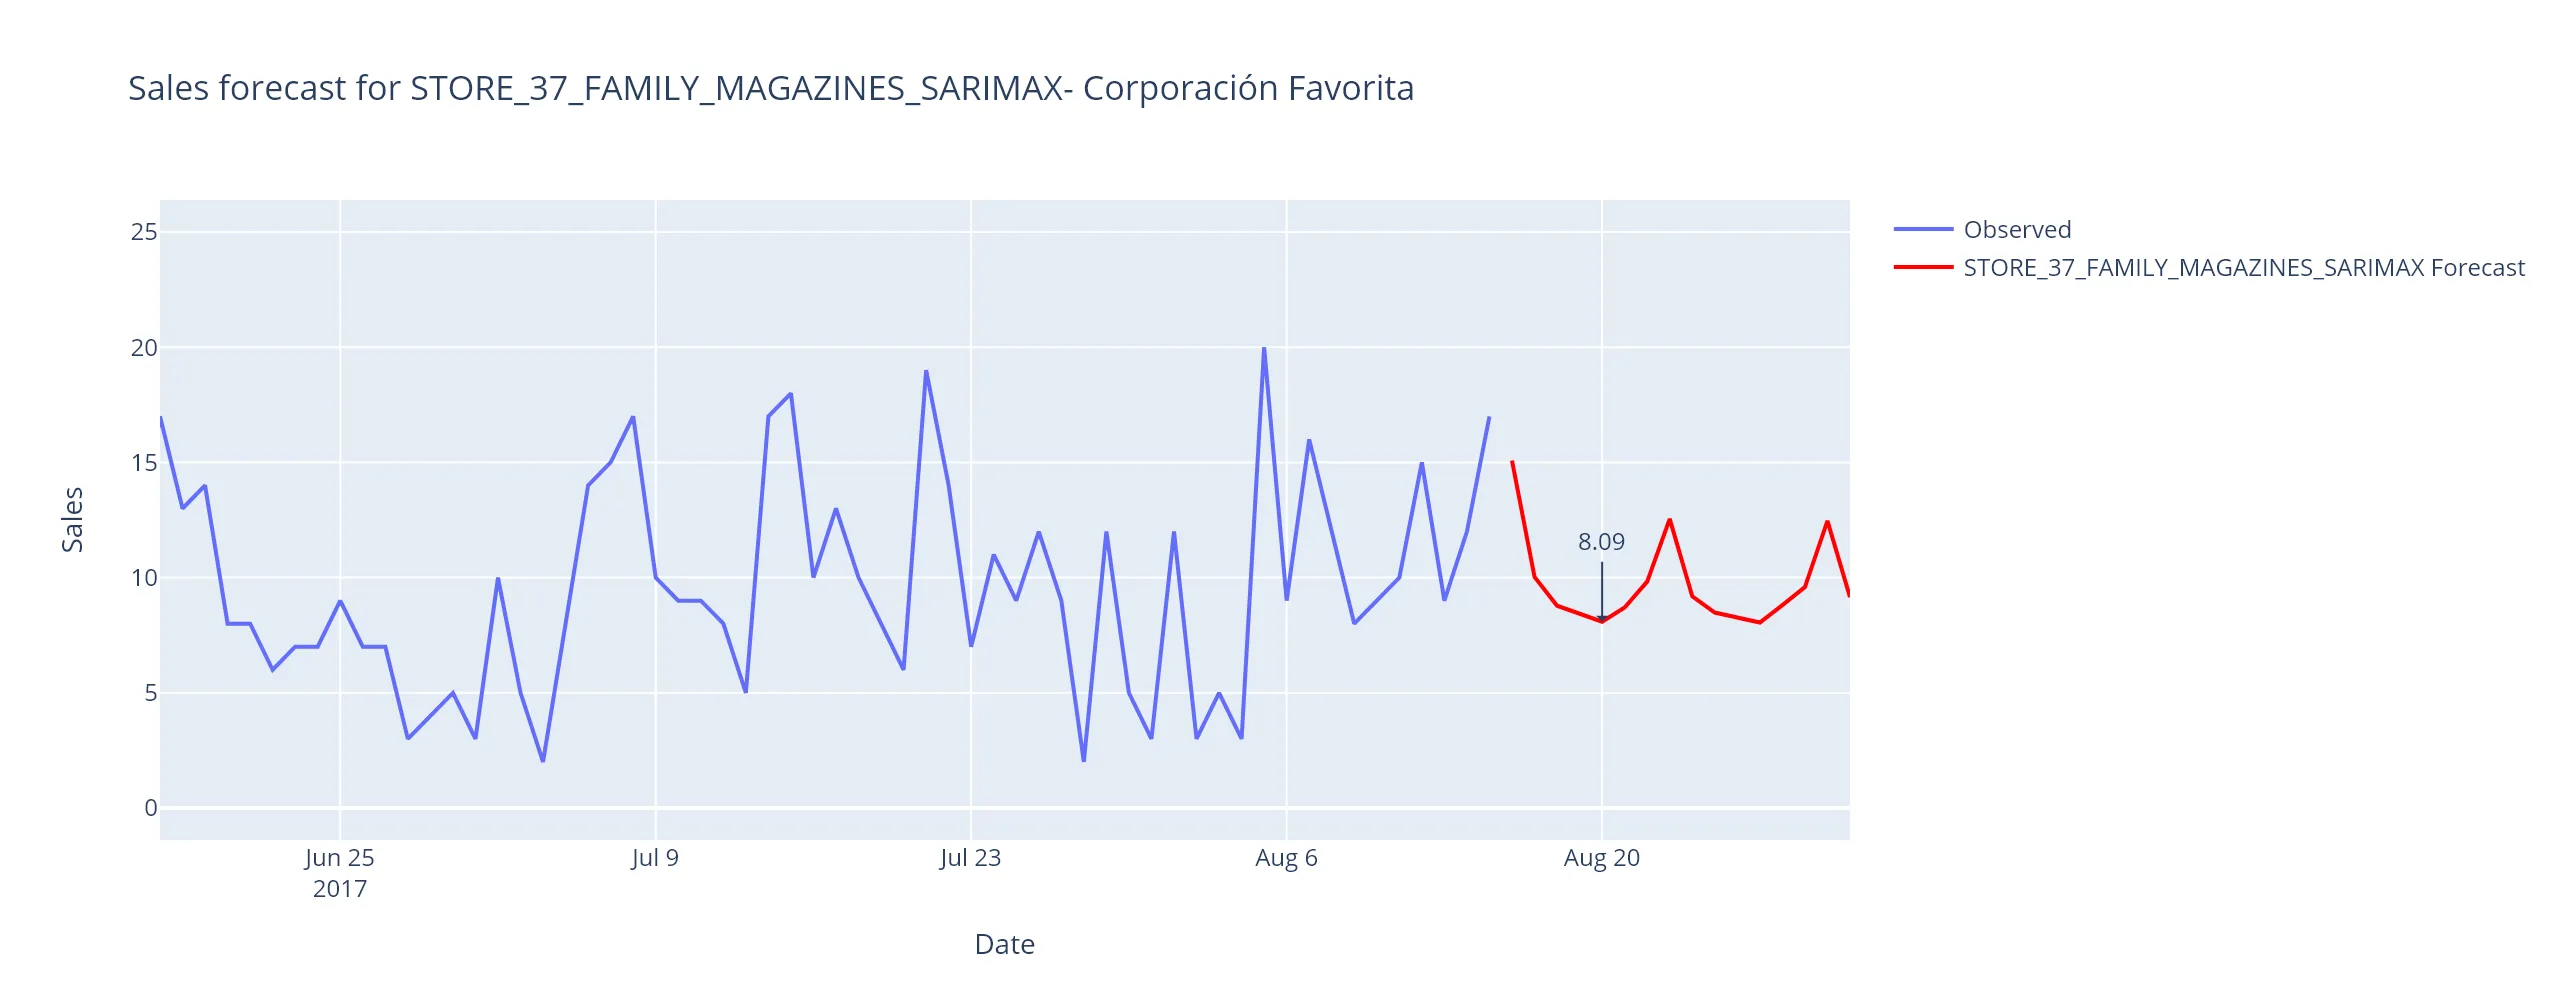 Sales forecast for STORE_37_FAMILY_MAGAZINES_SARIMAX- Corporación Favorita
Observed
STORE_37_FAMILY_MAGAZINES_SARIMAX Forecast
25
20
15
10
5
0
Sales
8.09
Jun 25
2017
Jul 9
Jul 23
Aug 6
Aug 20
Date